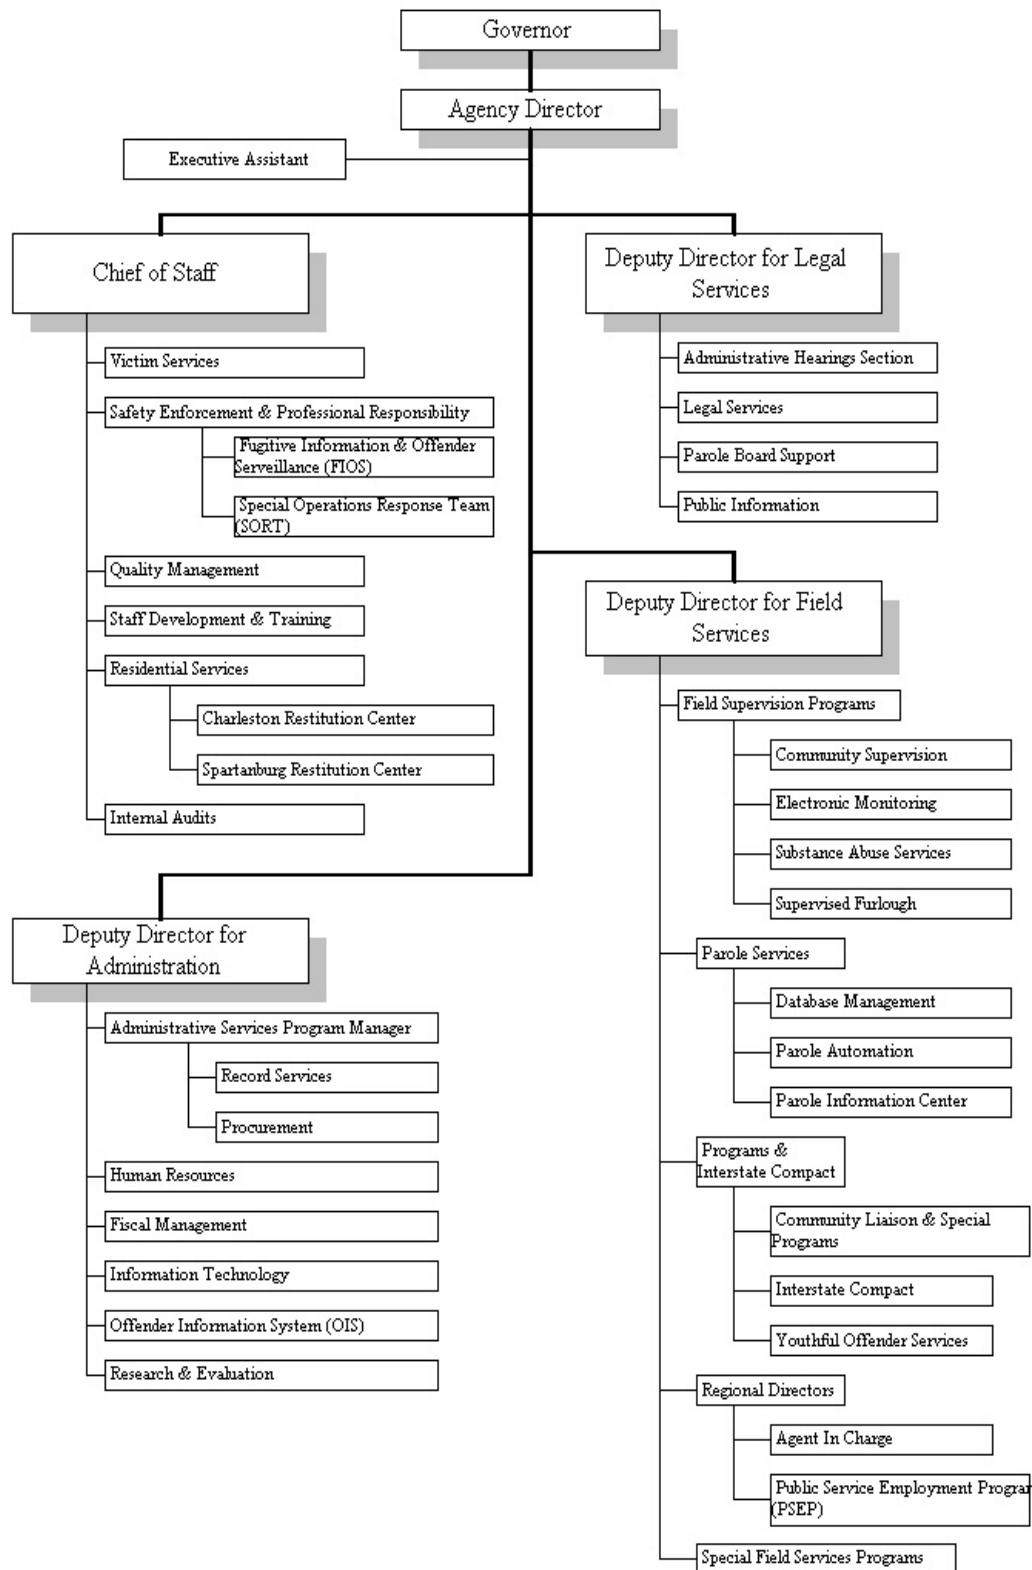 Governor
Agency Director
Executive Assistant
Chief of Staff
Deputy Director for Legal
Services
Victim Services
Safety Enforcement & Professional Responsibility
Fugitive Information & Offender
Serveillance (FIOS)
Special Operations Response Team
(SORT)
Quality Management
Staff Development & Training
Residential Services
Charleston Restitution Center
Spartanburg Restitution Center
Internal Audits
Administrative Hearings Section
Legal Services
Parole Board Support
Public Information
Deputy Director for Field
Services
Field Supervision Programs
Community Supervision
Electronic Monitoring
Substance Abuse Services
Supervised Furlough
Parole Services
Database Management
Parole Automation
Parole Information Center
Programs &
Interstate Compact
Community Liaison & Special
Programs
Interstate Compact
Youthful Offender Services
Regional Directors
Agent In Charge
Public Service Employment Progra
(PSEP)
Special Field Services Programs
Deputy Director for
Administration
Administrative Services Program Manager
Record Services
Procurement
Human Resources
Fiscal Management
Information Technology
Offender Information System (OIS)
Research & Evaluation